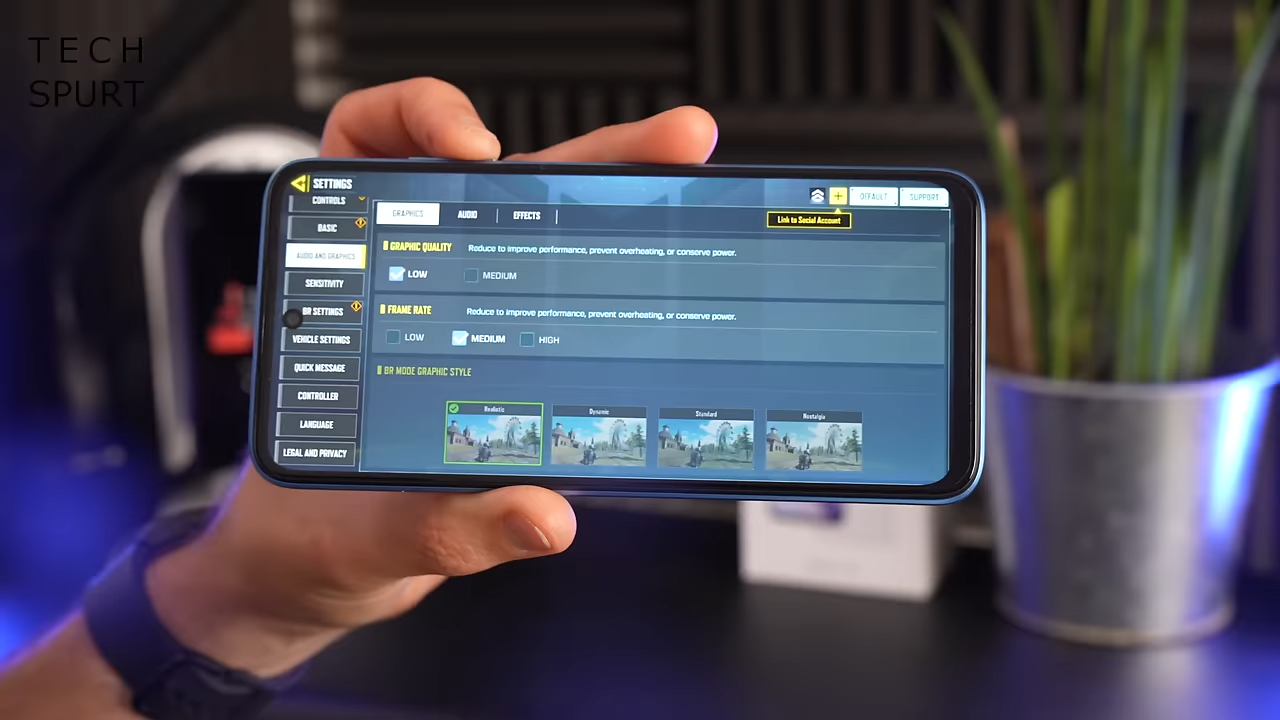 TECH
SPURT
SETTINGS
DEFAULT
SUPPORT
Link to Social Account
CONTROLS
BASIC
AUDIO AND GRAPHICS
SENSITIVITY
BR SETTINGS
VEHICLE SETTINGS
QUICK MESSAGE
CONTROLLER
LANGUAGE
LEGAL AND PRIVACY
GRAPHICS AUDIO EFFECTS
GRAPHIC QUALITY Reduce to improve performance, prevent overheating, or conserve power.
LOW MEDIUM
FRAME RATE Reduce to improve performance, prevent overheating, or conserve power.
LOW MEDIUM HIGH
BR MODE GRAPHIC STYLE
Realistic Dynamic Standard Nostalgia